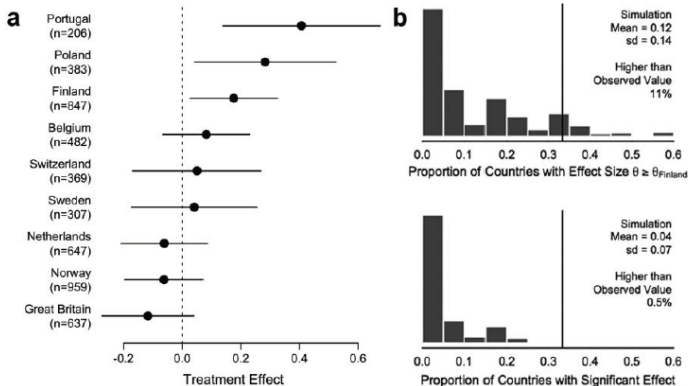 a
Portugal
(n=206)
Poland
(n=383)
Finland
(n=847)
Belgium
(n=482)
Switzerland
(n=369)
Sweden
(n=307)
Netherlands
(n=647)
Norway
(n=959)
Great Britain
(n=637)
-0.2 0.0 0.2 0.4 0.6
Treatment Effect
b
Simulation
Mean = 0.12
sd = 0.14
Higher than
Observed Value
11%
0.0 0.1 0.2 0.3 0.4 0.5 0.6
Proportion of Countries with Effect Size θ ≥ θFinland
Simulation
Mean = 0.04
sd = 0.07
Higher than
Observed Value
0.5%
0.0 0.1 0.2 0.3 0.4 0.5 0.6
Proportion of Countries with Significant Effect